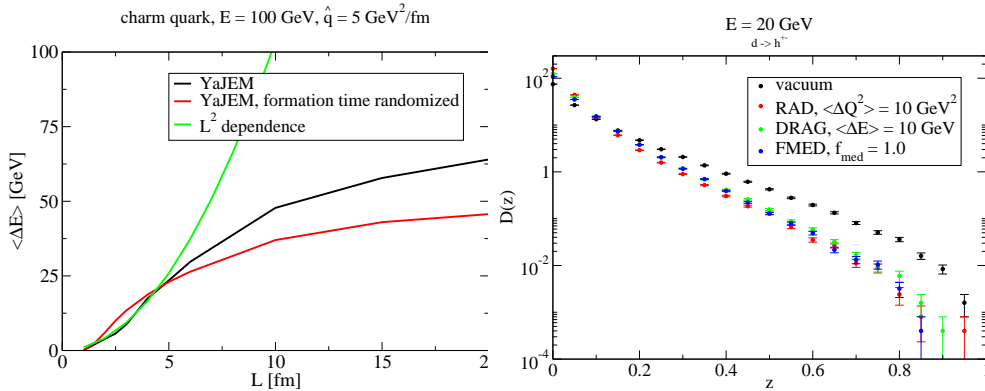 charm quark, E = 100 GeV, q̂ = 5 GeV²/fm
100
75
50
25
0
<ΔE> [GeV]
YaJEM
YaJEM, formation time randomized
L² dependence
0 5 10 15 2
L [fm]
E = 20 GeV
d -> h⁺⁻
10²
1
10⁻²
10⁻⁴
D(z)
vacuum
RAD, <ΔQ²> = 10 GeV²
DRAG, <ΔE> = 10 GeV
FMED, f_med = 1.0
0 0.2 0.4 0.6 0.8 1
z